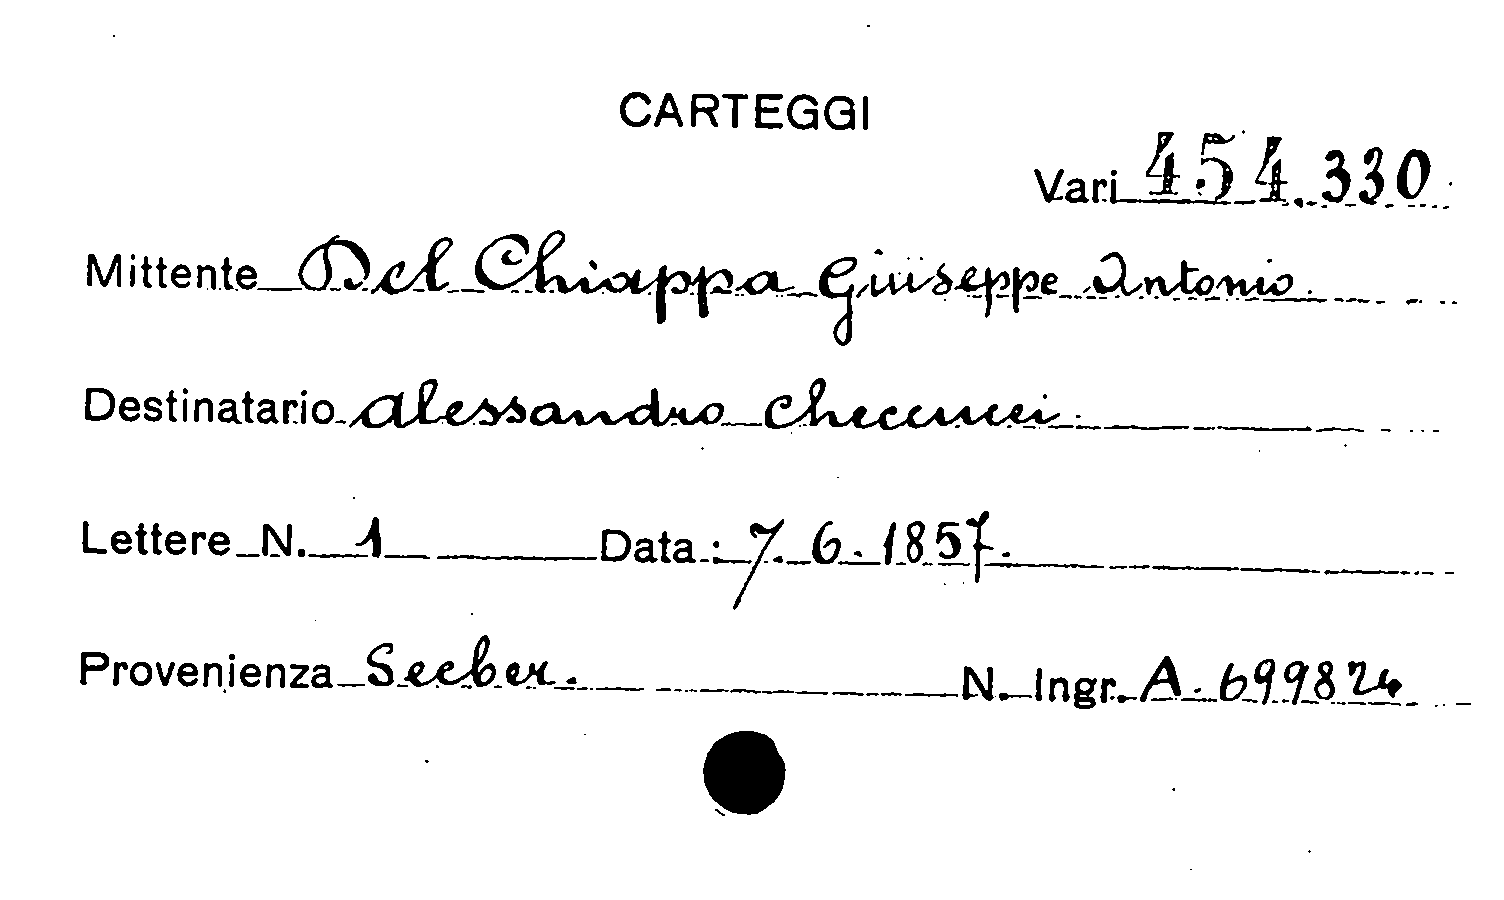 CARTEGGI
Vari 454.330
Mittente Del Chiappa Giuseppe Antonio.
Destinatario Alessandro Checcucci.
Lettere N. 1 Data: 7. 6. 1857.
Provenienza Seeber. N. Ingr. A. 699824